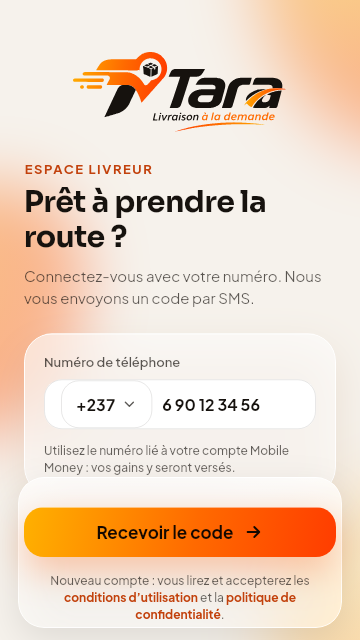 Tara
Livraison à la demande
ESPACE LIVREUR
Prêt à prendre la
route ?
Connectez-vous avec votre numéro. Nous
vous envoyons un code par SMS.
Numéro de téléphone
+237 6 90 12 34 56
Utilisez le numéro lié à votre compte Mobile
Money : vos gains y seront versés.
Recevoir le code →
Nouveau compte : vous lirez et accepterez les
conditions d’utilisation et la politique de
confidentialité.